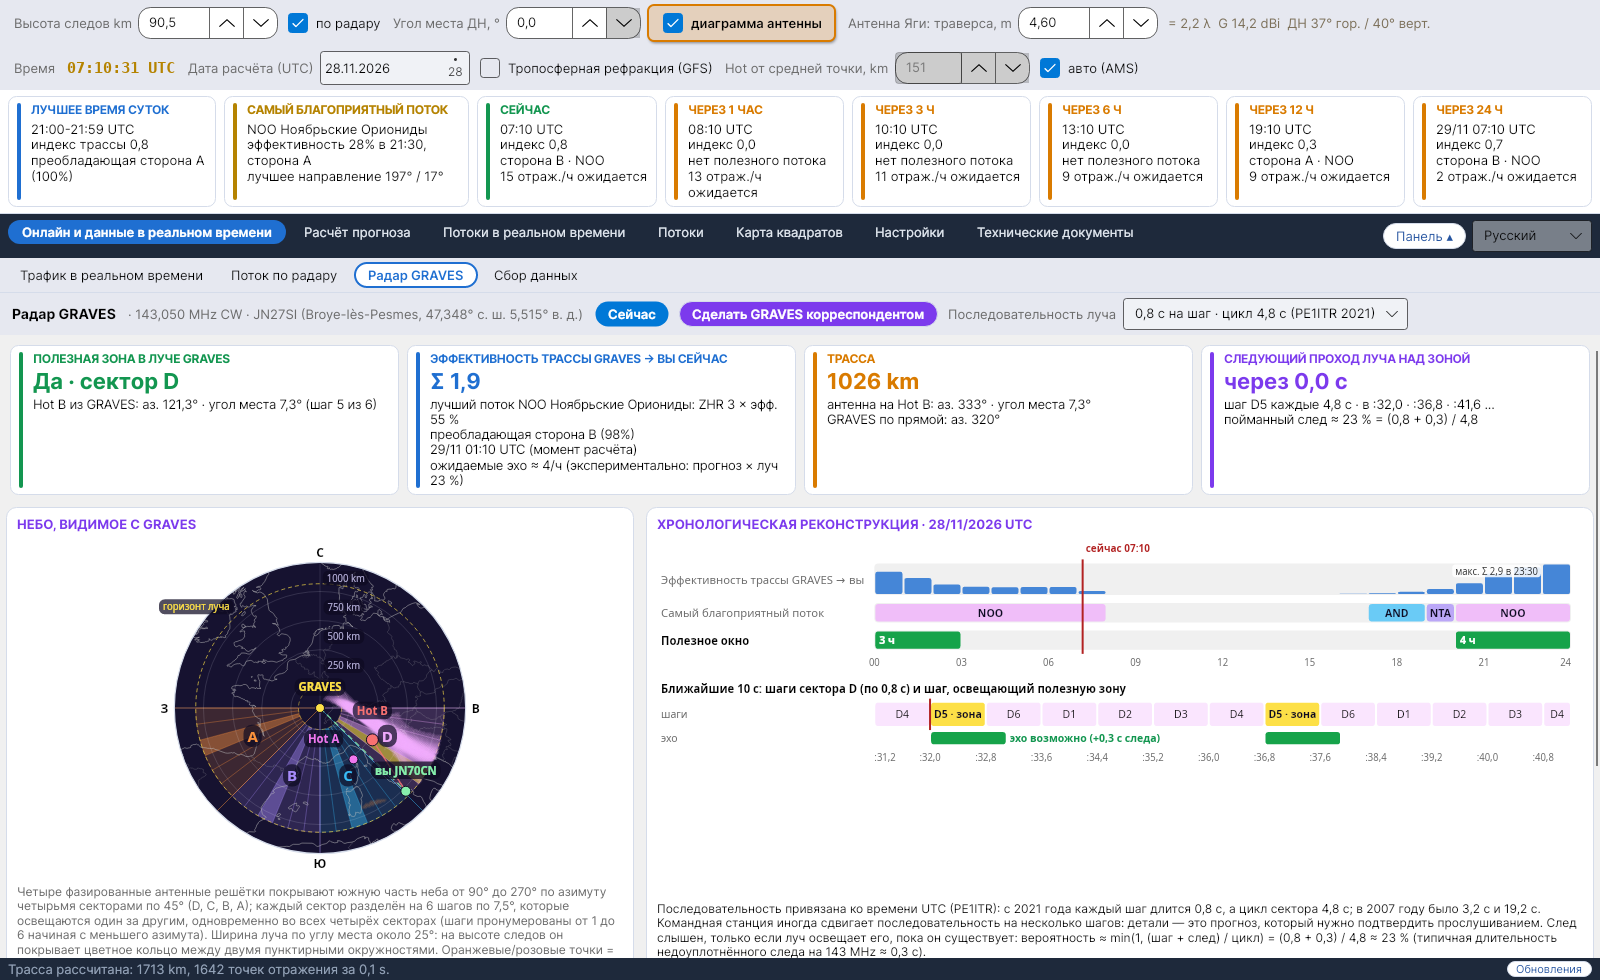 Высота следов km 90,5 по радару Угол места ДН, ° 0,0 диаграмма антенны Антенна Яги: траверса, m 4,60 = 2,2 λ G 14,2 dBi ДН 37° гор. / 40° верт.
Время 07:10:31 UTC Дата расчёта (UTC) 28.11.2026 28 Тропосферная рефракция (GFS) Hot от средней точки, km 151 авто (AMS)
ЛУЧШЕЕ ВРЕМЯ СУТОК
21:00-21:59 UTC
индекс трассы 0,8
преобладающая сторона A
(100%)
САМЫЙ БЛАГОПРИЯТНЫЙ ПОТОК
NOO Ноябрьские Ориониды
эффективность 28% в 21:30,
сторона A
лучшее направление 197° / 17°
СЕЙЧАС
07:10 UTC
индекс 0,8
сторона B · NOO
15 отраж./ч ожидается
ЧЕРЕЗ 1 ЧАС
08:10 UTC
индекс 0,0
нет полезного потока
13 отраж./ч
ожидается
ЧЕРЕЗ 3 Ч
10:10 UTC
индекс 0,0
нет полезного потока
11 отраж./ч ожидается
ЧЕРЕЗ 6 Ч
13:10 UTC
индекс 0,0
нет полезного потока
9 отраж./ч ожидается
ЧЕРЕЗ 12 Ч
19:10 UTC
индекс 0,3
сторона A · NOO
9 отраж./ч ожидается
ЧЕРЕЗ 24 Ч
29/11 07:10 UTC
индекс 0,7
сторона B · NOO
2 отраж./ч ожидается
Онлайн и данные в реальном времени Расчёт прогноза Потоки в реальном времени Потоки Карта квадратов Настройки Технические документы Панель ▴ Русский
Трафик в реальном времени Поток по радару Радар GRAVES Сбор данных
Радар GRAVES · 143,050 MHz CW · JN27SI (Broye-lès-Pesmes, 47,348° с. ш. 5,515° в. д.) Сейчас Сделать GRAVES корреспондентом Последовательность луча 0,8 с на шаг · цикл 4,8 с (PE1ITR 2021)
ПОЛЕЗНАЯ ЗОНА В ЛУЧЕ GRAVES
Да · сектор D
Hot B из GRAVES: аз. 121,3° · угол места 7,3° (шаг 5 из 6)
ЭФФЕКТИВНОСТЬ ТРАССЫ GRAVES → ВЫ СЕЙЧАС
Σ 1,9
лучший поток NOO Ноябрьские Ориониды: ZHR 3 × эфф.
55 %
преобладающая сторона B (98%)
29/11 01:10 UTC (момент расчёта)
ожидаемые эхо ≈ 4/ч (экспериментально: прогноз × луч
23 %)
ТРАССА
1026 km
антенна на Hot B: аз. 333° · угол места 7,3°
GRAVES по прямой: аз. 320°
СЛЕДУЮЩИЙ ПРОХОД ЛУЧА НАД ЗОНОЙ
через 0,0 с
шаг D5 каждые 4,8 с · в :32,0 · :36,8 · :41,6 ...
пойманный след ≈ 23 % = (0,8 + 0,3) / 4,8
НЕБО, ВИДИМОЕ С GRAVES
С
1000 km
горизонт луча
750 km
500 km
250 km
GRAVES
З
В
Hot B
A
Hot A
D
B
C
вы JN70CN
Ю
Четыре фазированные антенные решётки покрывают южную часть неба от 90° до 270° по азимуту
четырьмя секторами по 45° (D, C, B, A); каждый сектор разделён на 6 шагов по 7,5°, которые
освещаются один за другим, одновременно во всех четырёх секторах (шаги пронумерованы от 1 до
6 начиная с меньшего азимута). Ширина луча по углу места около 25°: на высоте следов он
покрывает цветное кольцо между двумя пунктирными окружностями. Оранжевые/розовые точки =
ХРОНОЛОГИЧЕСКАЯ РЕКОНСТРУКЦИЯ · 28/11/2026 UTC
сейчас 07:10
Эффективность трассы GRAVES → вы
макс. Σ 2,9 в 23:30
Самый благоприятный поток NOO AND NTA NOO
Полезное окно 3 ч 4 ч
00 03 06 09 12 15 18 21 24
Ближайшие 10 с: шаги сектора D (по 0,8 с) и шаг, освещающий полезную зону
шаги D4 D5 · зона D6 D1 D2 D3 D4 D5 · зона D6 D1 D2 D3 D4
эхо эхо возможно (+0,3 с следа)
:31,2 :32,0 :32,8 :33,6 :34,4 :35,2 :36,0 :36,8 :37,6 :38,4 :39,2 :40,0 :40,8
Последовательность привязана ко времени UTC (PE1ITR): с 2021 года каждый шаг длится 0,8 с, а цикл сектора 4,8 с; в 2007 году было 3,2 с и 19,2 с.
Командная станция иногда сдвигает последовательность на несколько шагов: детали — это прогноз, который нужно подтвердить прослушиванием. След
слышен, только если луч освещает его, пока он существует: вероятность ≈ min(1, (шаг + след) / цикл) = (0,8 + 0,3) / 4,8 ≈ 23 % (типичная длительность
недоуплотнённого следа на 143 MHz ≈ 0,3 с).
Трасса рассчитана: 1713 km, 1642 точек отражения за 0,1 s.
Обновления